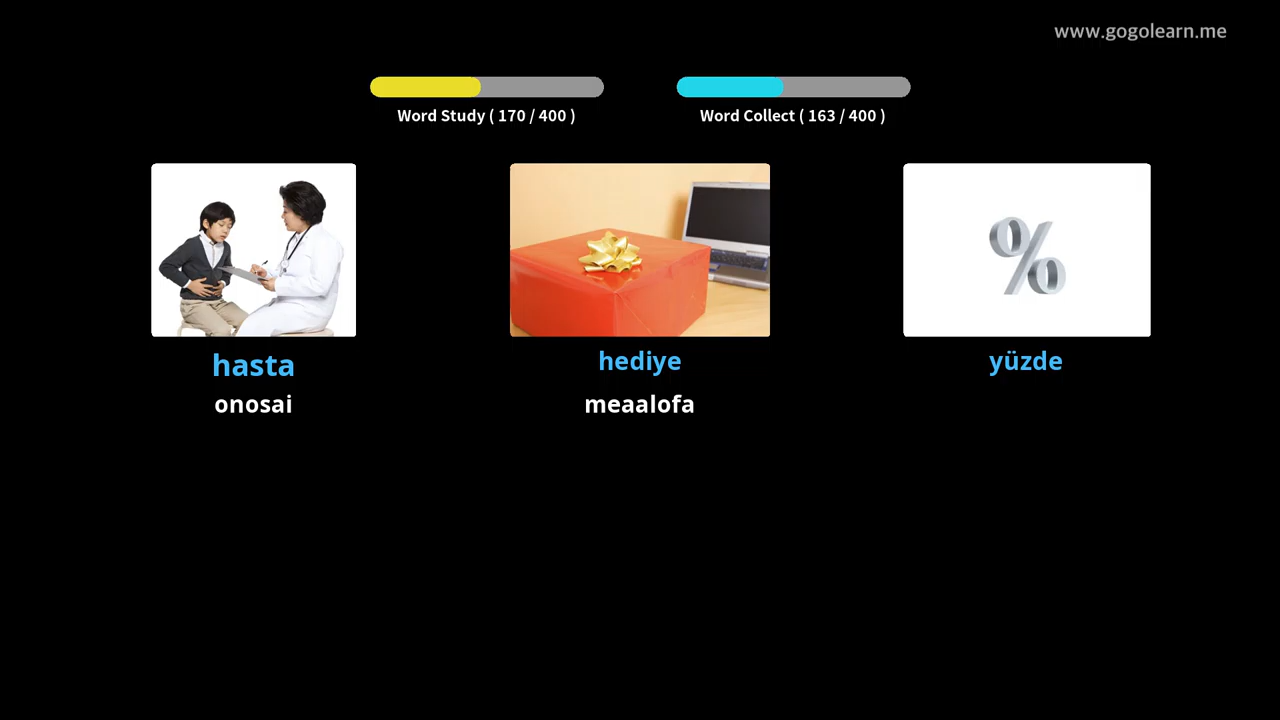 www.gogolearn.me
Word Study ( 170 / 400 )
Word Collect ( 163 / 400 )
%
hasta
hediye
yüzde
onosai
meaalofa